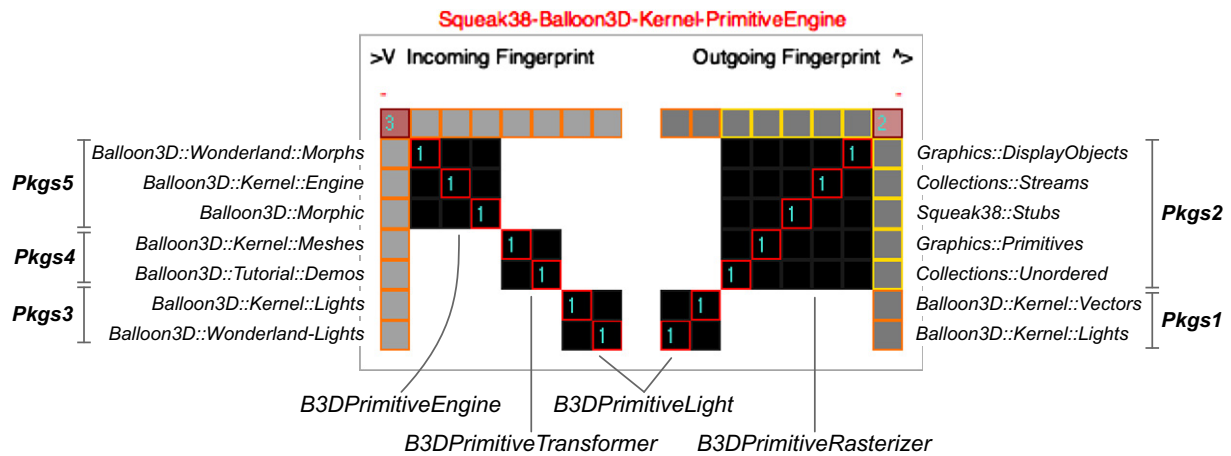 Squeak38-Balloon3D-Kernel-PrimitiveEngine
>V Incoming Fingerprint
Outgoing Fingerprint ^>
3
2
Pkgs5
Balloon3D::Wonderland::Morphs
1
1
Graphics::DisplayObjects
Balloon3D::Kernel::Engine
1
1
Collections::Streams
Balloon3D::Morphic
1
1
Squeak38::Stubs
Pkgs2
Pkgs4
Balloon3D::Kernel::Meshes
1
1
Graphics::Primitives
Balloon3D::Tutorial::Demos
1
1
Collections::Unordered
Pkgs3
Balloon3D::Kernel::Lights
1
1
Balloon3D::Kernel::Vectors
Balloon3D::Wonderland-Lights
1
1
Balloon3D::Kernel::Lights
Pkgs1
B3DPrimitiveEngine
B3DPrimitiveLight
B3DPrimitiveTransformer
B3DPrimitiveRasterizer